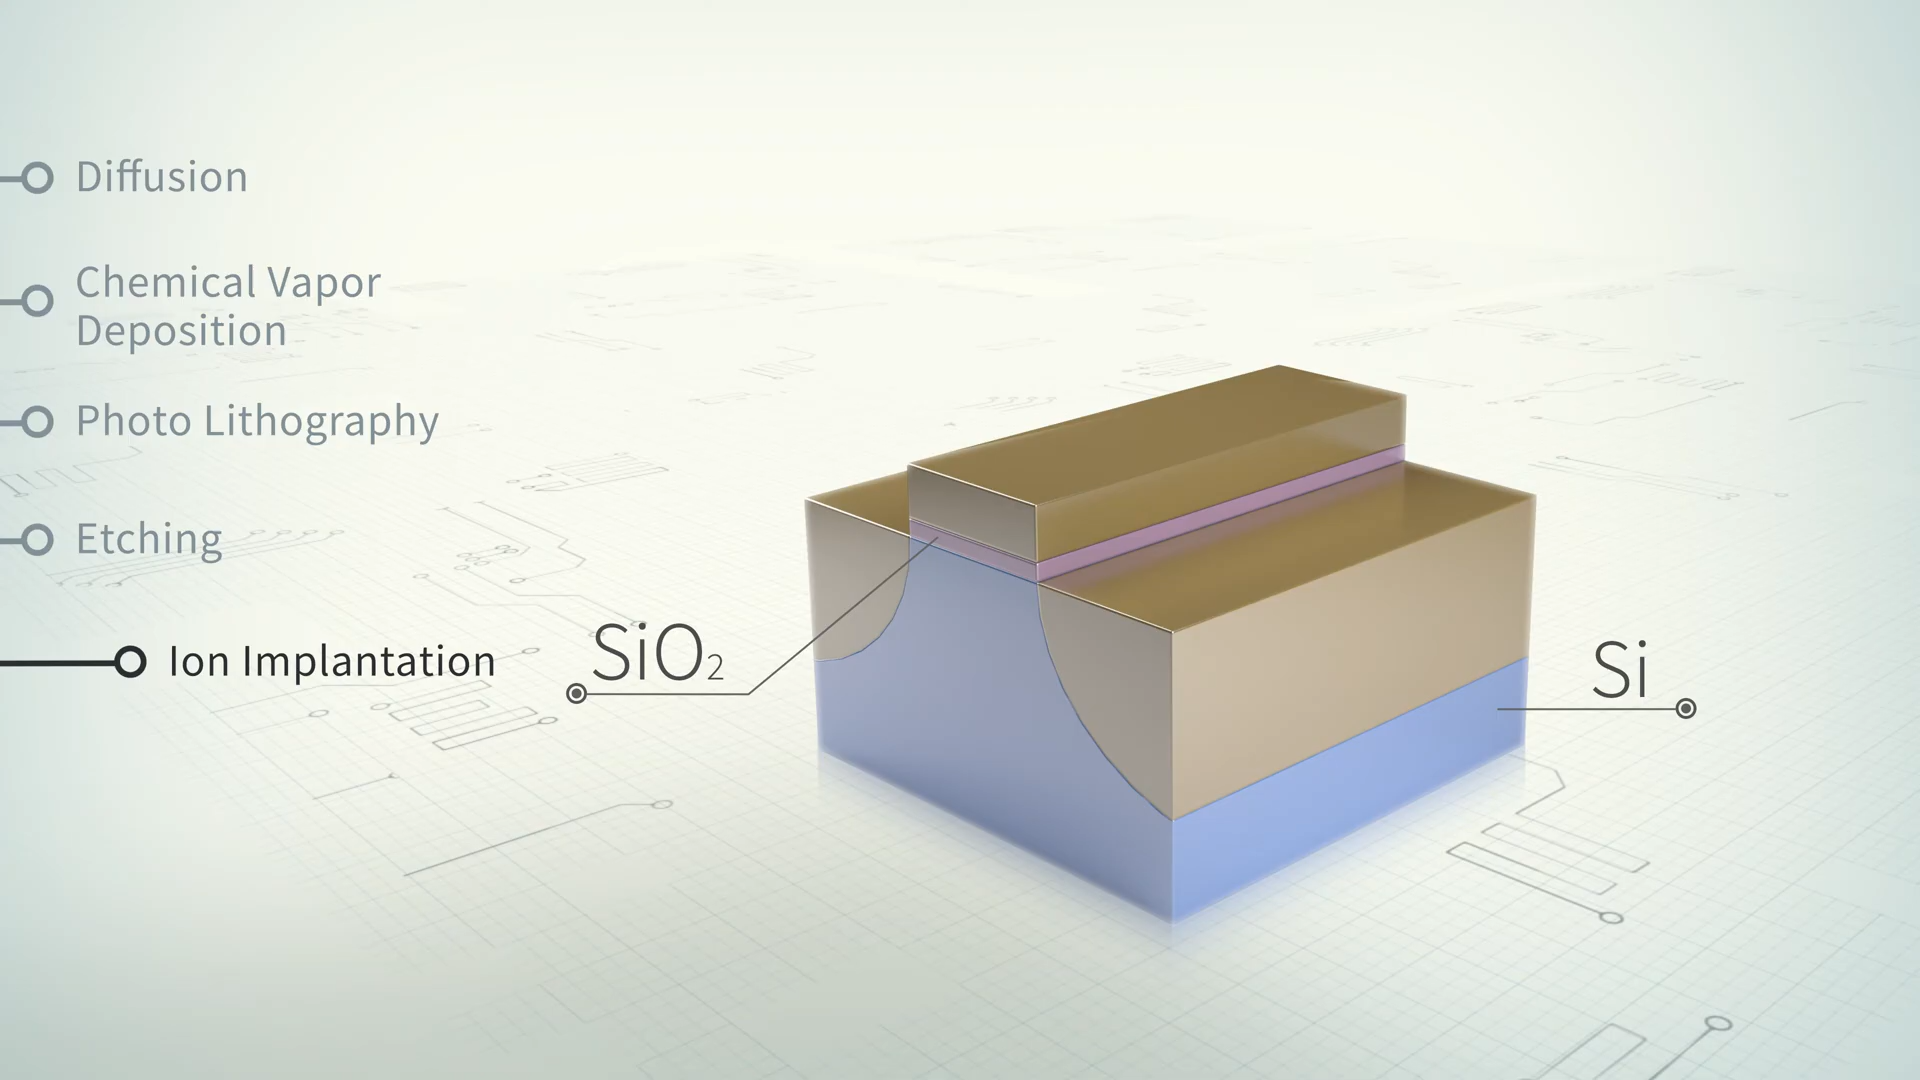 Diffusion
Chemical Vapor
Deposition
Photo Lithography
Etching
Ion Implantation
SiO₂
Si